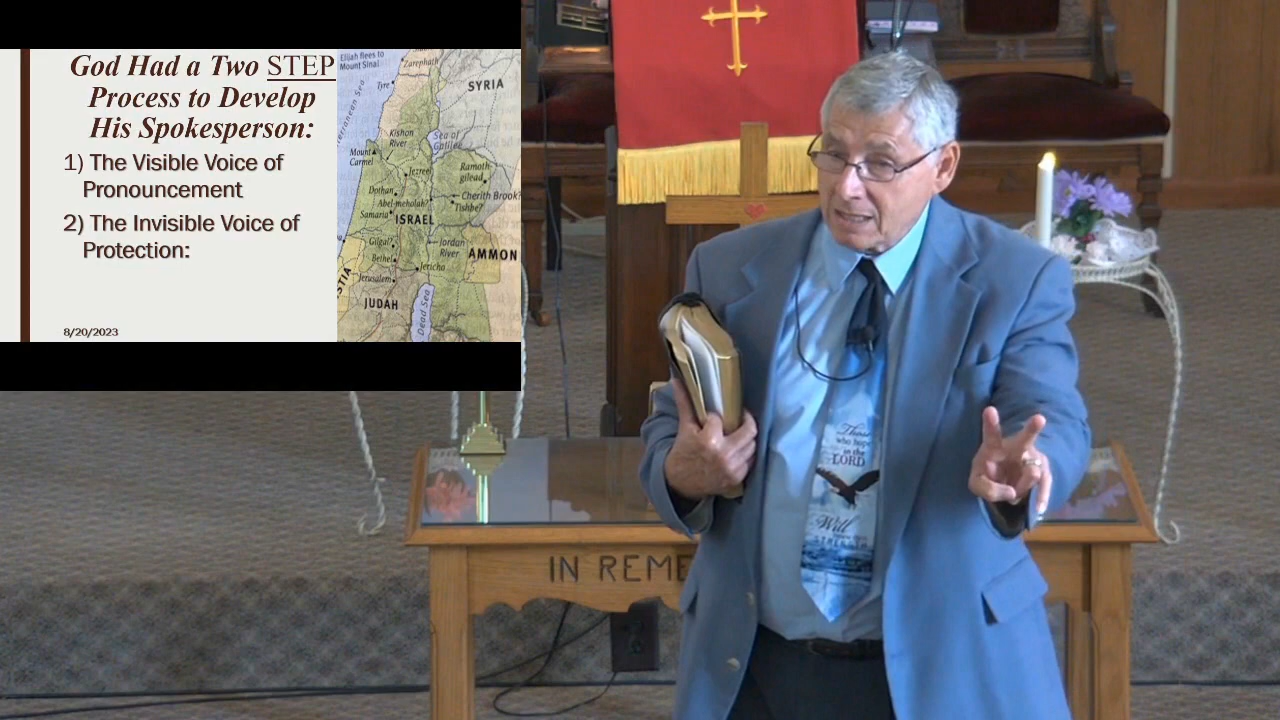 God Had a Two STEP
Process to Develop
His Spokesperson:
1) The Visible Voice of
Pronouncement
2) The Invisible Voice of
Protection:
8/20/2023
Elijah flees to
Mount Sinai
Zarephath
Tyre
SYRIA
Kishon
River
Sea of
Galilee
Mount
Carmel
Jezreel
Ramoth-
gilead
Dothan
Cherith Brook?
Abel-meholah?
Tishbe?
Samaria
ISRAEL
Gilgal?
Jordan
River
Bethel
AMMON
Jericho
Jerusalem
JUDAH
Dead Sea
Those
who hope
in the
LORD
Will
STRENGTH
IN REME